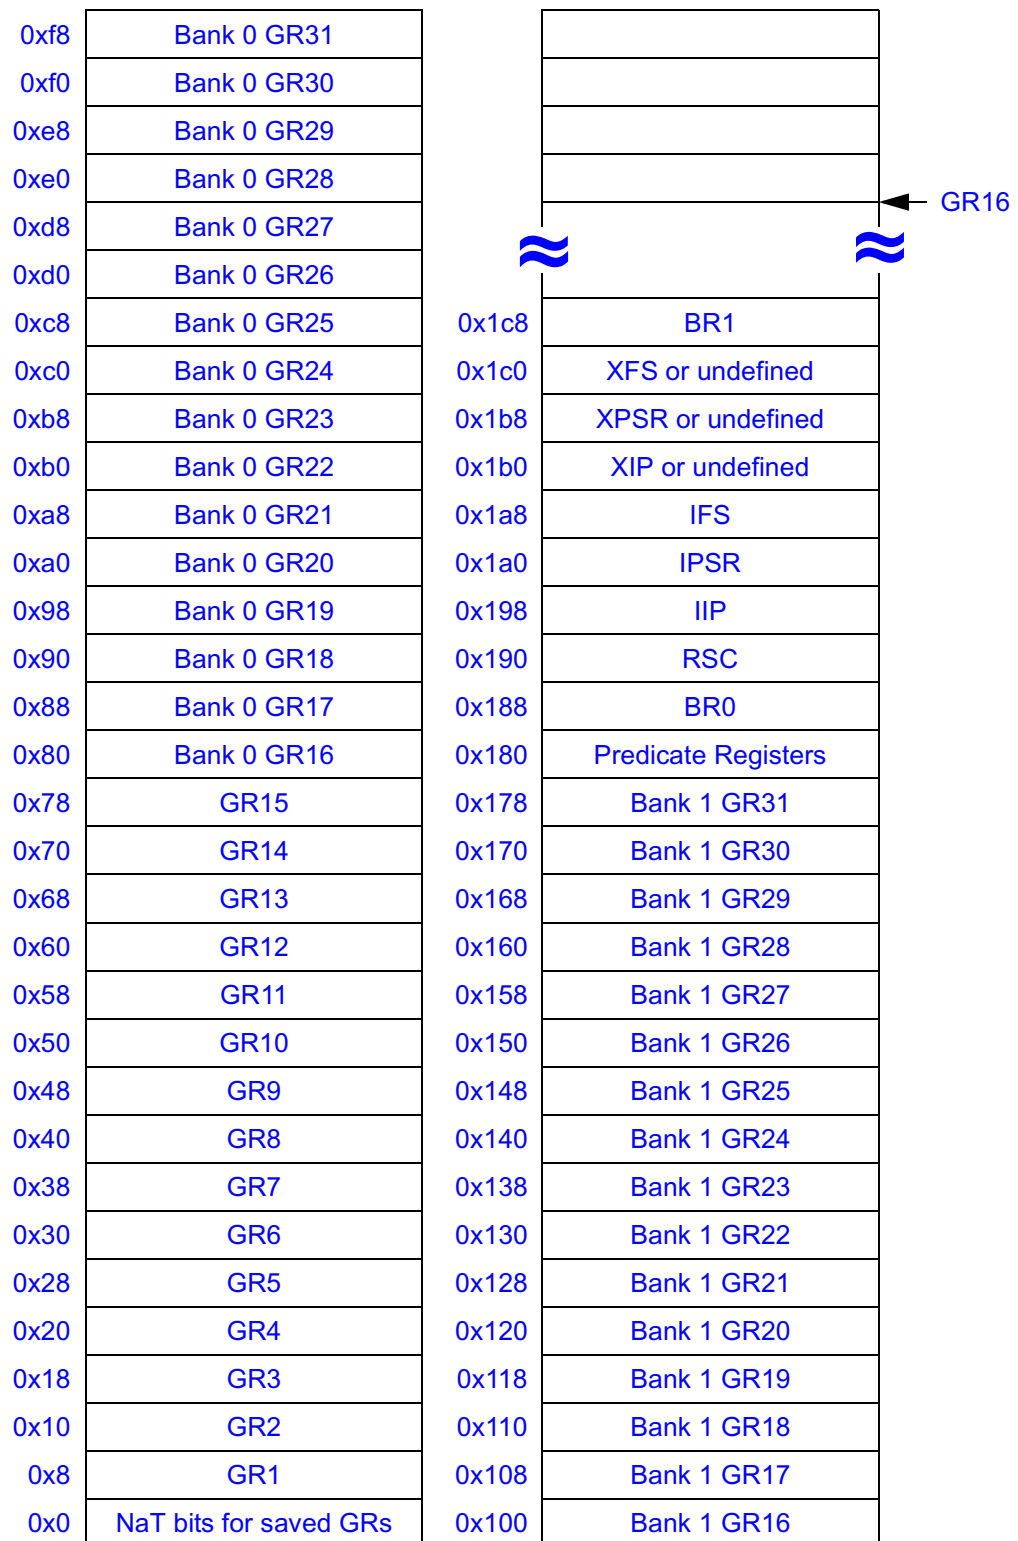 0xf8 Bank 0 GR31
0xf0 Bank 0 GR30
0xe8 Bank 0 GR29
0xe0 Bank 0 GR28
0xd8 Bank 0 GR27
0xd0 Bank 0 GR26
0xc8 Bank 0 GR25
0xc0 Bank 0 GR24
0xb8 Bank 0 GR23
0xb0 Bank 0 GR22
0xa8 Bank 0 GR21
0xa0 Bank 0 GR20
0x98 Bank 0 GR19
0x90 Bank 0 GR18
0x88 Bank 0 GR17
0x80 Bank 0 GR16
0x78 GR15
0x70 GR14
0x68 GR13
0x60 GR12
0x58 GR11
0x50 GR10
0x48 GR9
0x40 GR8
0x38 GR7
0x30 GR6
0x28 GR5
0x20 GR4
0x18 GR3
0x10 GR2
0x8 GR1
0x0 NaT bits for saved GRs
GR16
0x1c8 BR1
0x1c0 XFS or undefined
0x1b8 XPSR or undefined
0x1b0 XIP or undefined
0x1a8 IFS
0x1a0 IPSR
0x198 IIP
0x190 RSC
0x188 BR0
0x180 Predicate Registers
0x178 Bank 1 GR31
0x170 Bank 1 GR30
0x168 Bank 1 GR29
0x160 Bank 1 GR28
0x158 Bank 1 GR27
0x150 Bank 1 GR26
0x148 Bank 1 GR25
0x140 Bank 1 GR24
0x138 Bank 1 GR23
0x130 Bank 1 GR22
0x128 Bank 1 GR21
0x120 Bank 1 GR20
0x118 Bank 1 GR19
0x110 Bank 1 GR18
0x108 Bank 1 GR17
0x100 Bank 1 GR16